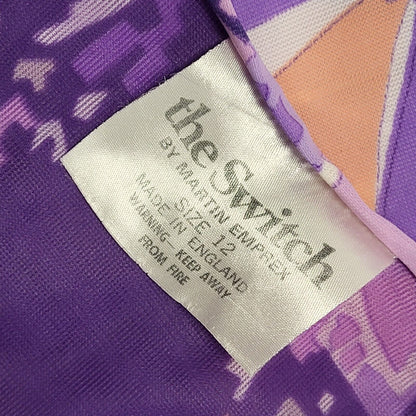 the Switch
BY MARTIN EMPREX
SIZE 12
MADE IN ENGLAND
WARNING— KEEP AWAY
FROM FIRE